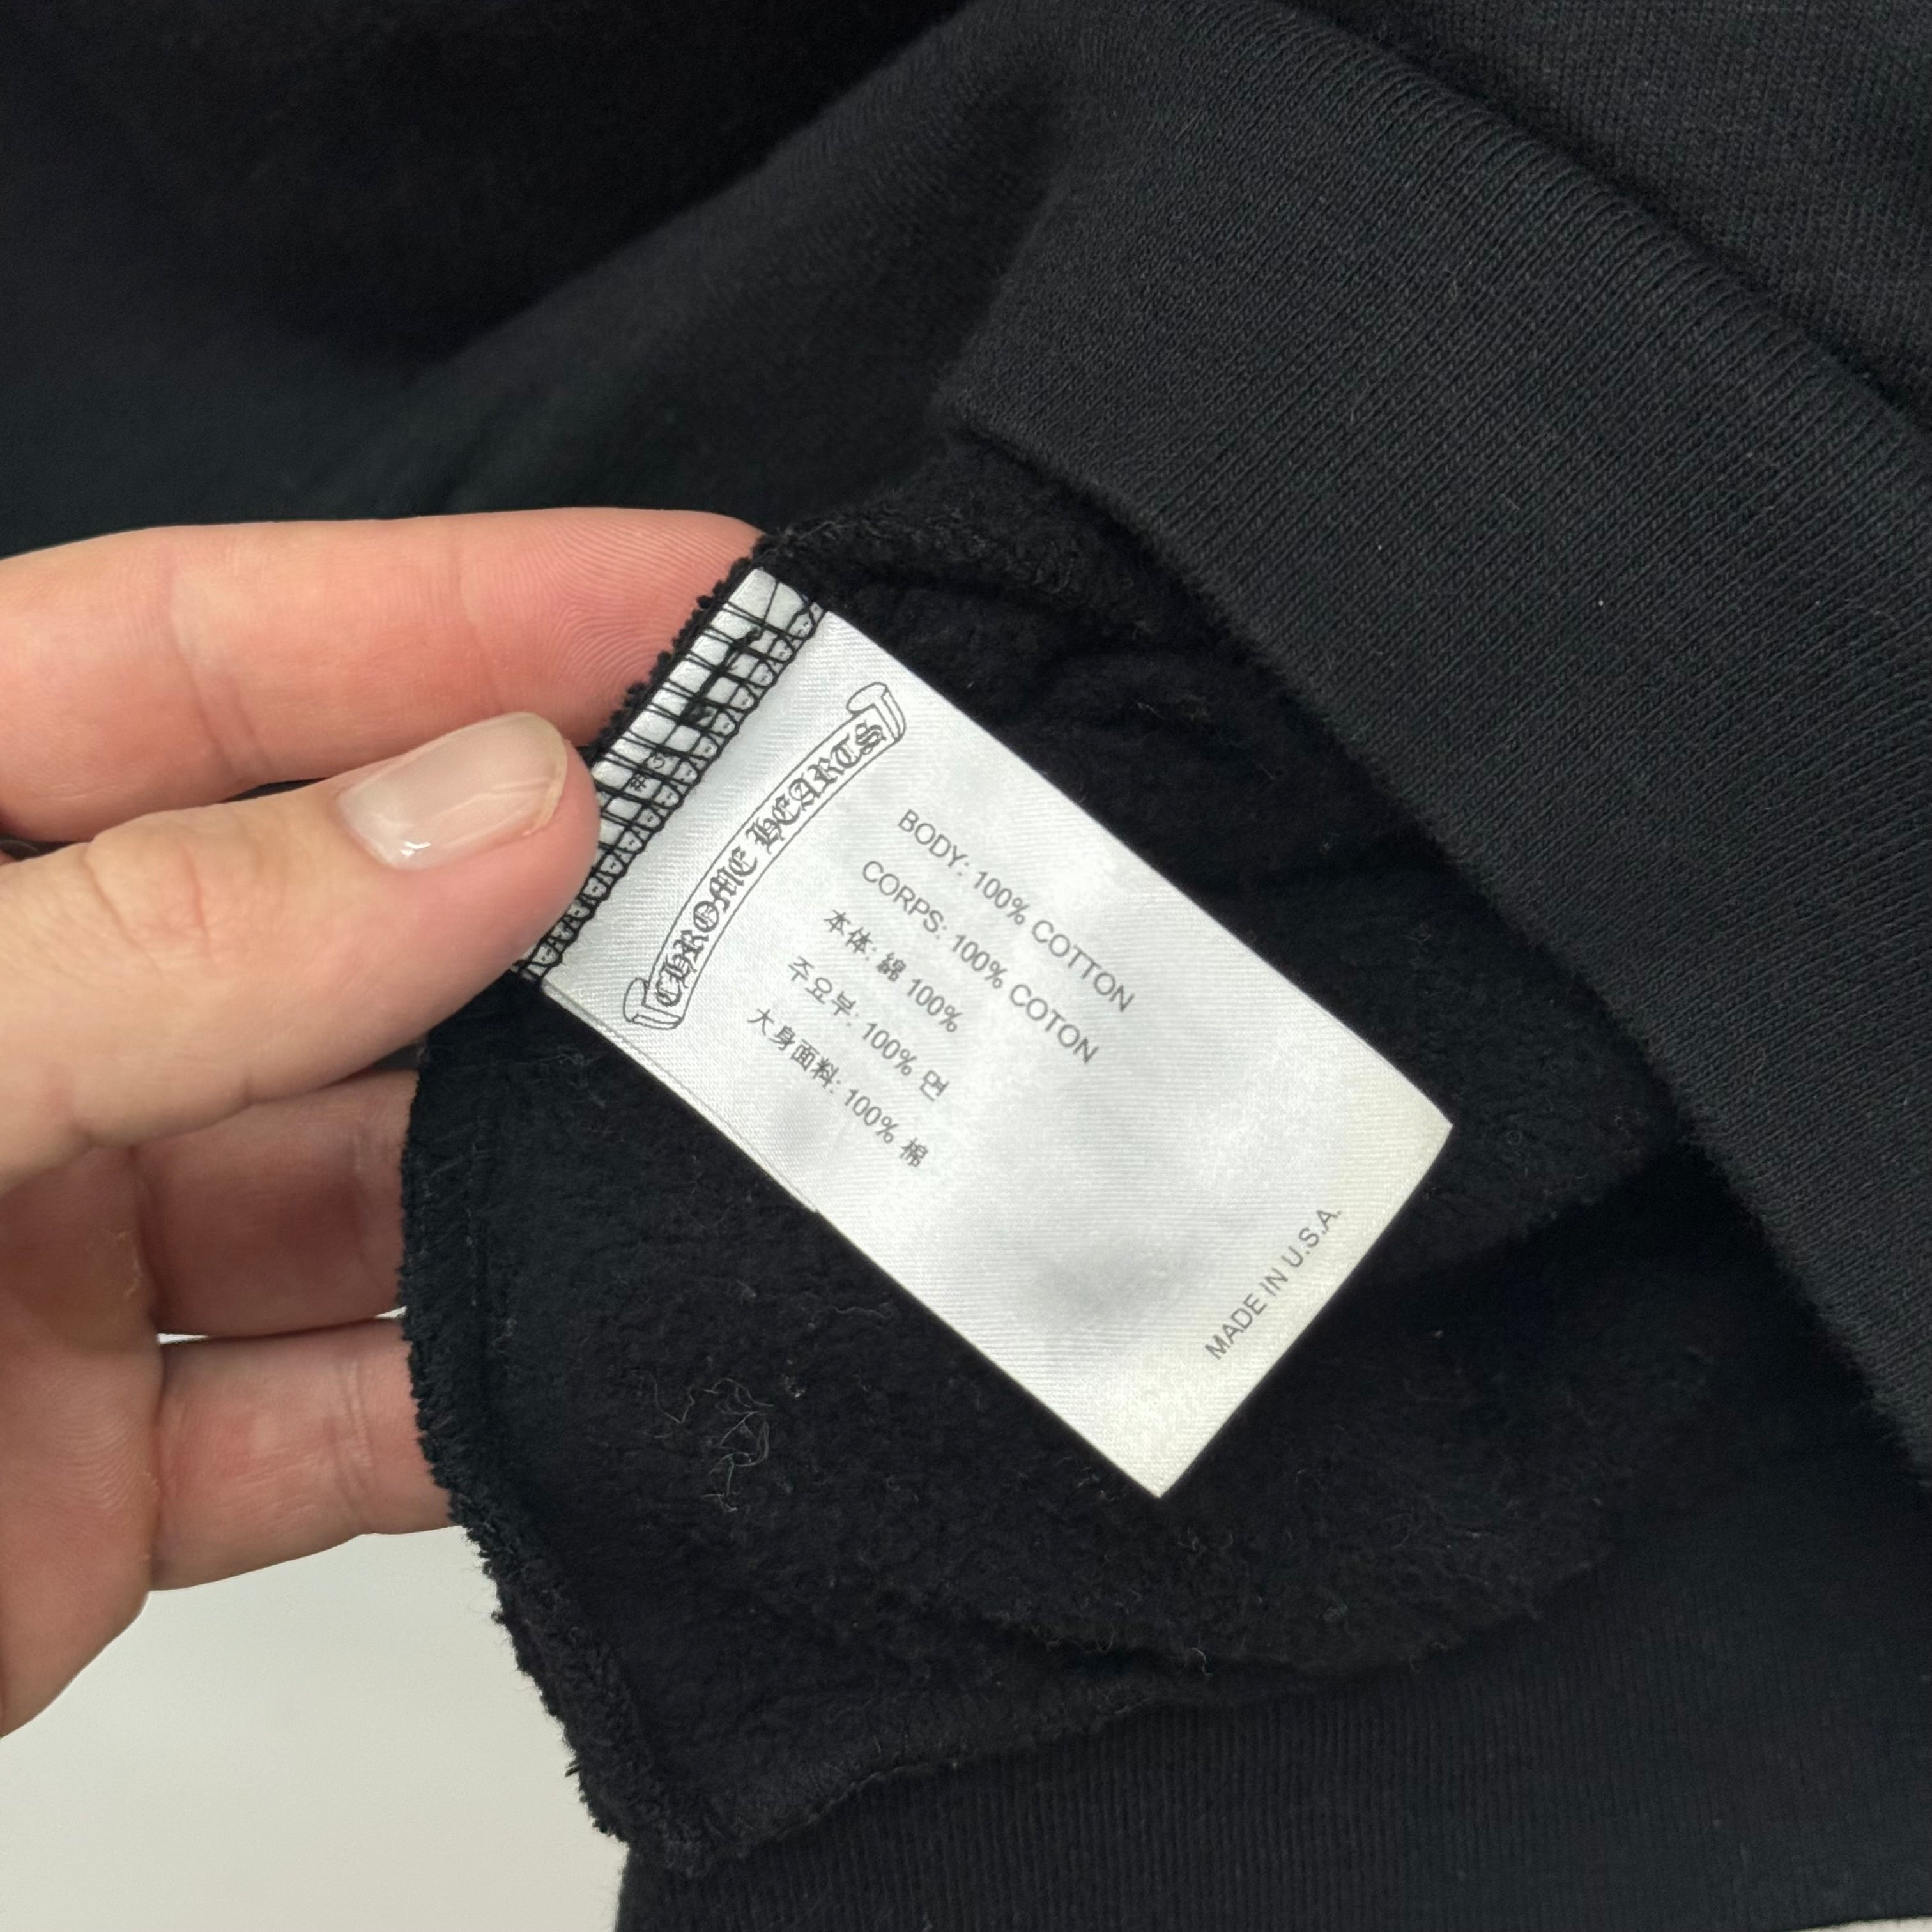 CHROME HEARTS
BODY: 100% COTTON
CORPS: 100% COTON
本体: 綿 100%
주요부: 100% 면
大身面料: 100% 棉
MADE IN U.S.A.